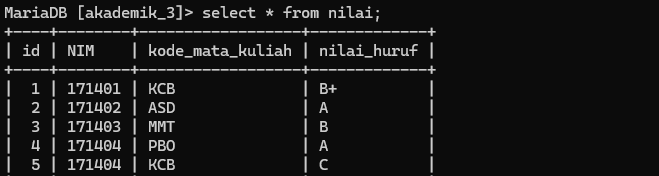 MariaDB [akademik_3]> select * from nilai;
+----+--------+------------------+-------------+
| id | NIM    | kode_mata_kuliah | nilai_huruf |
+----+--------+------------------+-------------+
|  1 | 171401 | KCB              | B+          |
|  2 | 171402 | ASD              | A           |
|  3 | 171403 | MMT              | B           |
|  4 | 171404 | PBO              | A           |
|  5 | 171404 | KCB              | C           |